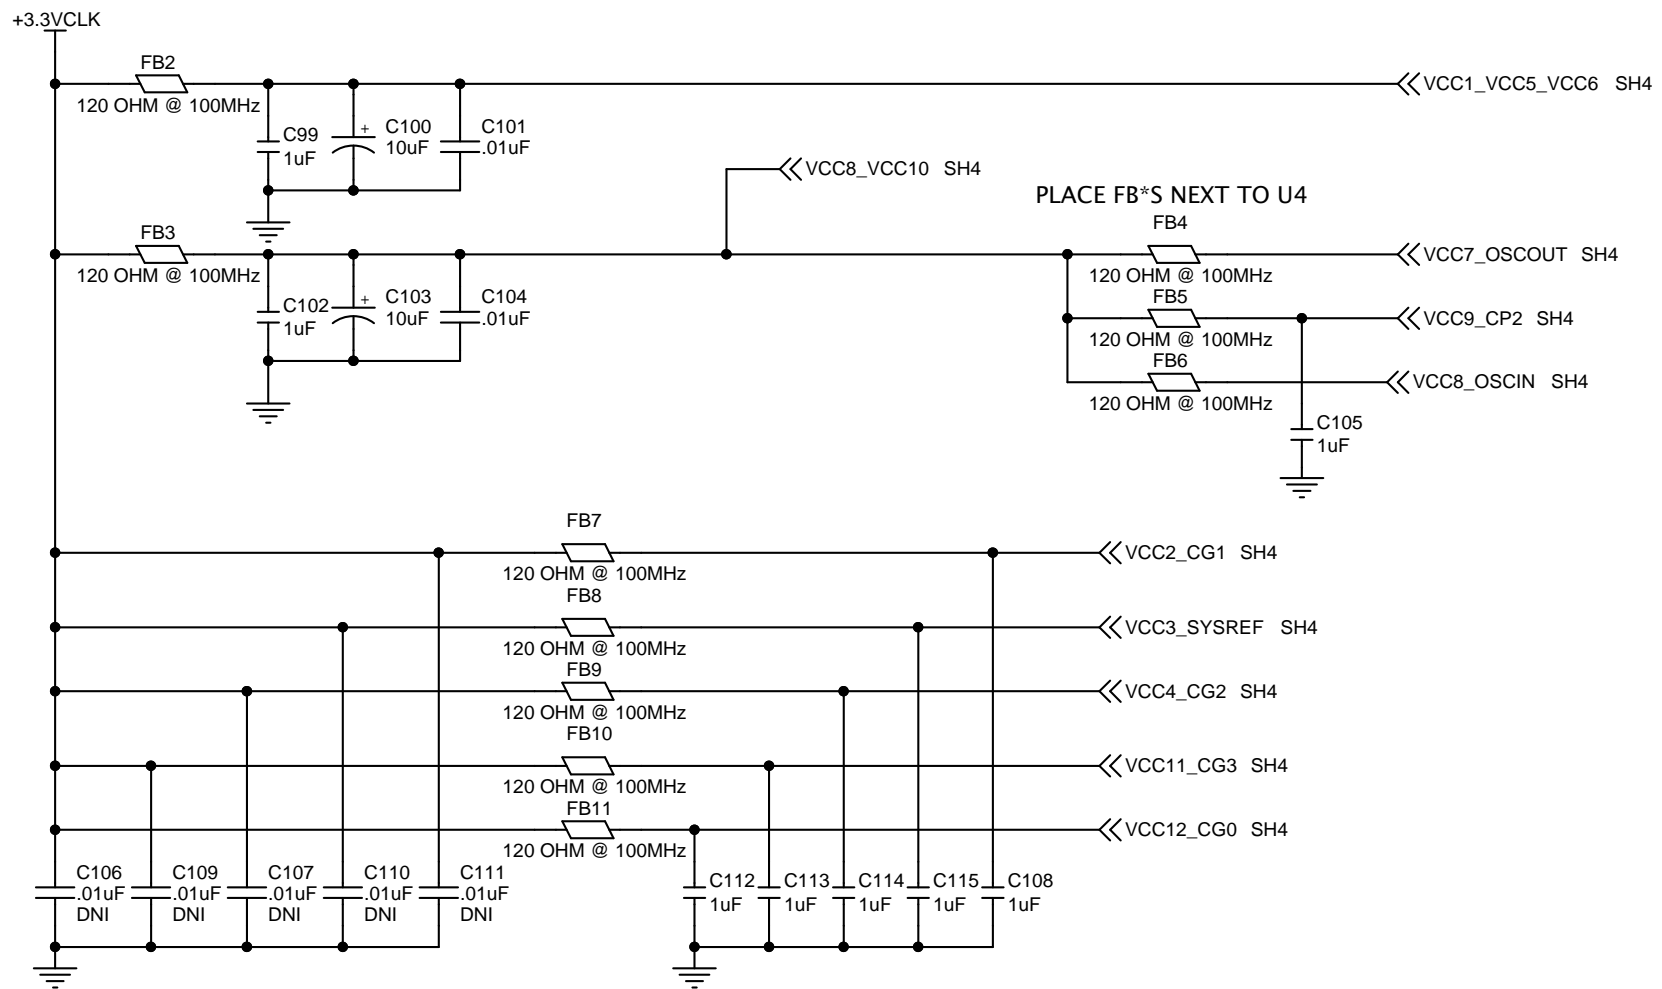 +3.3VCLK
FB2
120 OHM @ 100MHz
VCC1_VCC5_VCC6 SH4
C99
1uF
+
C100
10uF
C101
.01uF
VCC8_VCC10 SH4
PLACE FB*S NEXT TO U4
FB3
120 OHM @ 100MHz
C102
1uF
+
C103
10uF
C104
.01uF
FB4
120 OHM @ 100MHz
VCC7_OSCOUT SH4
FB5
120 OHM @ 100MHz
VCC9_CP2 SH4
FB6
120 OHM @ 100MHz
VCC8_OSCIN SH4
C105
1uF
FB7
120 OHM @ 100MHz
VCC2_CG1 SH4
FB8
120 OHM @ 100MHz
VCC3_SYSREF SH4
FB9
120 OHM @ 100MHz
VCC4_CG2 SH4
FB10
120 OHM @ 100MHz
VCC11_CG3 SH4
FB11
120 OHM @ 100MHz
VCC12_CG0 SH4
C106
.01uF
DNI
C109
.01uF
DNI
C107
.01uF
DNI
C110
.01uF
DNI
C111
.01uF
DNI
C112
1uF
C113
1uF
C114
1uF
C115
1uF
C108
1uF